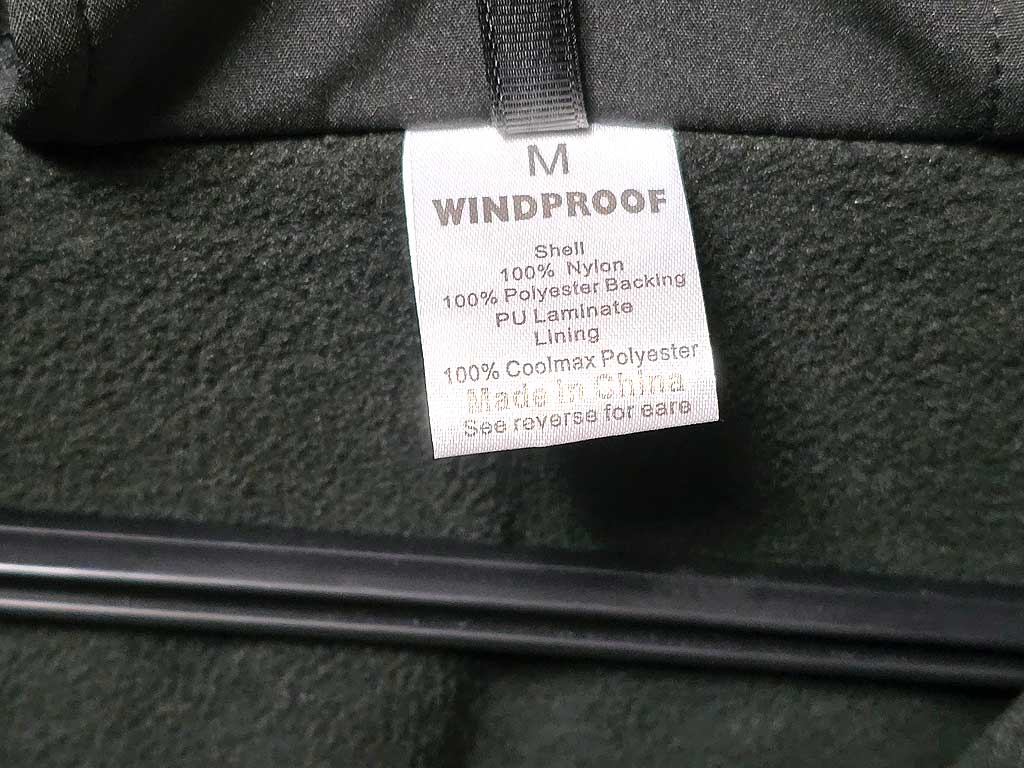 M
WINDPROOF
Shell
100% Nylon
100% Polyester Backing
PU Laminate
Lining
100% Coolmax Polyester
Made in China
See reverse for eare